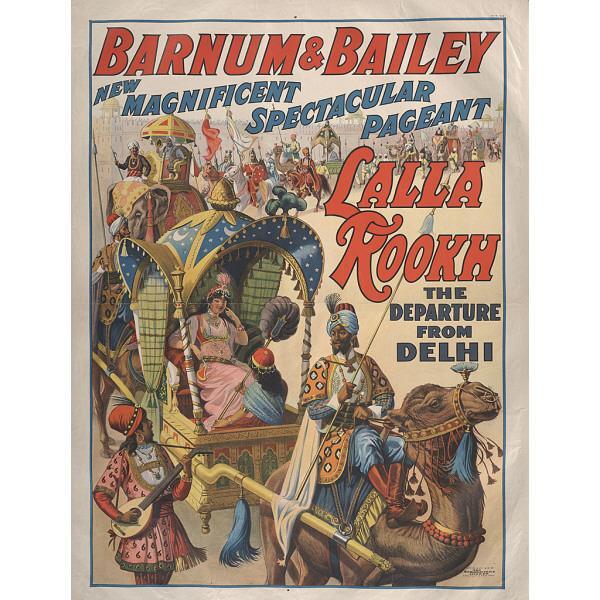 BARNUM & BAILEY
NEW MAGNIFICENT SPECTACULAR PAGEANT
LALLA ROOKH
THE
DEPARTURE
FROM
DELHI